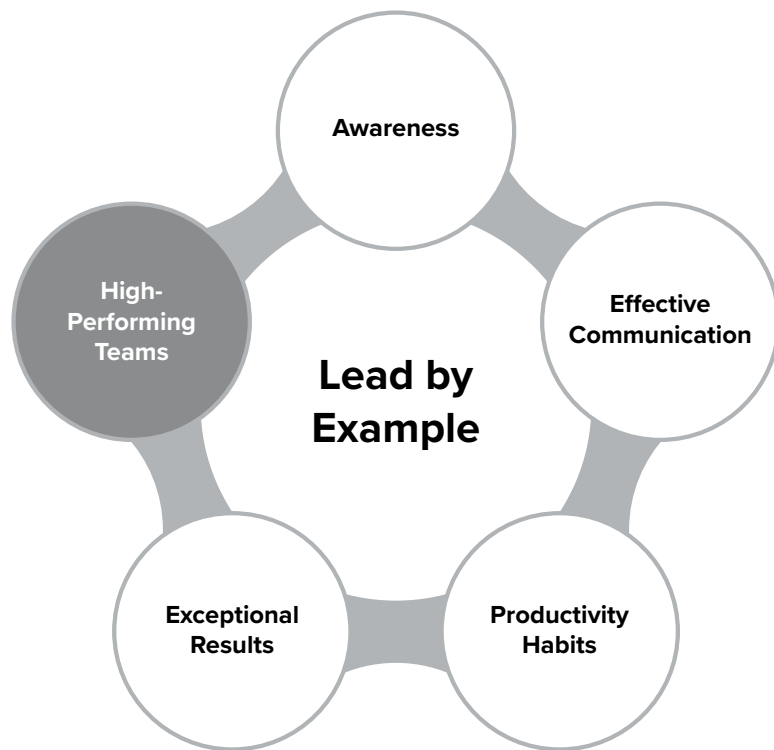 Awareness
High-
Performing
Teams
Effective
Communication
Lead by
Example
Exceptional
Results
Productivity
Habits